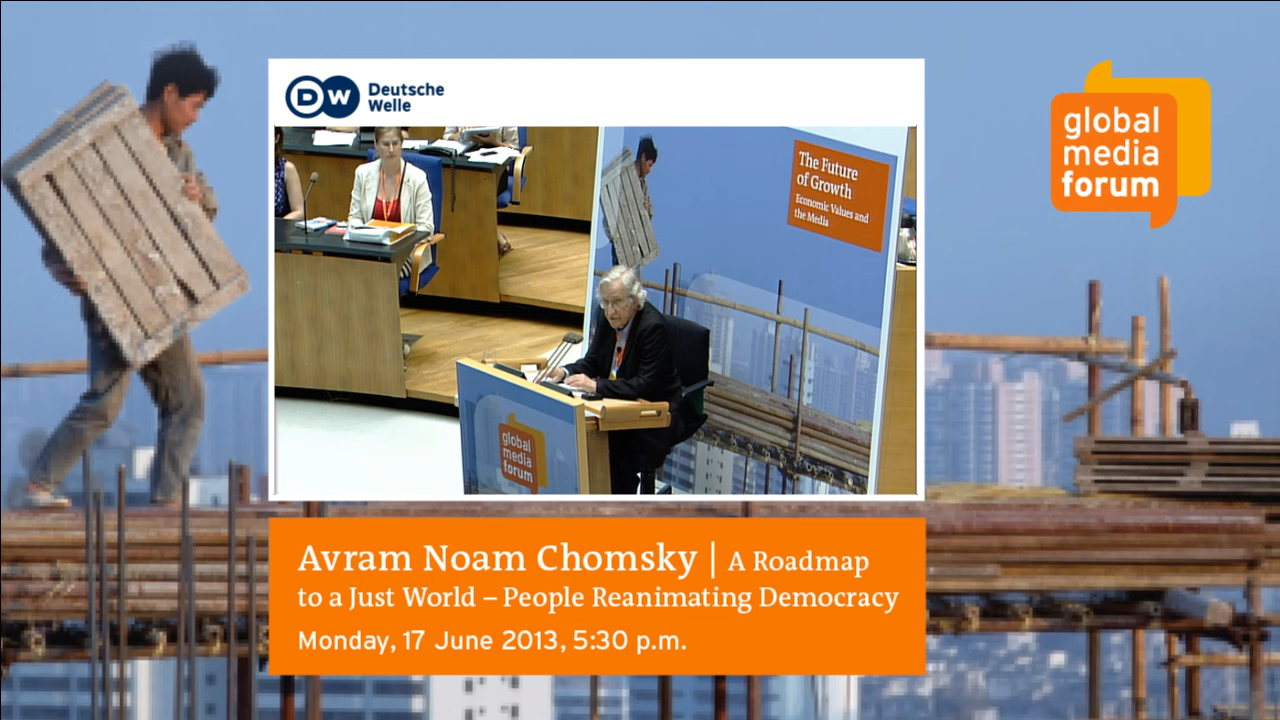 DW Deutsche
Welle
global
media
forum
The Future
of Growth
Economic Values and
the Media
global
media
forum
Avram Noam Chomsky | A Roadmap
to a Just World – People Reanimating Democracy
Monday, 17 June 2013, 5:30 p.m.